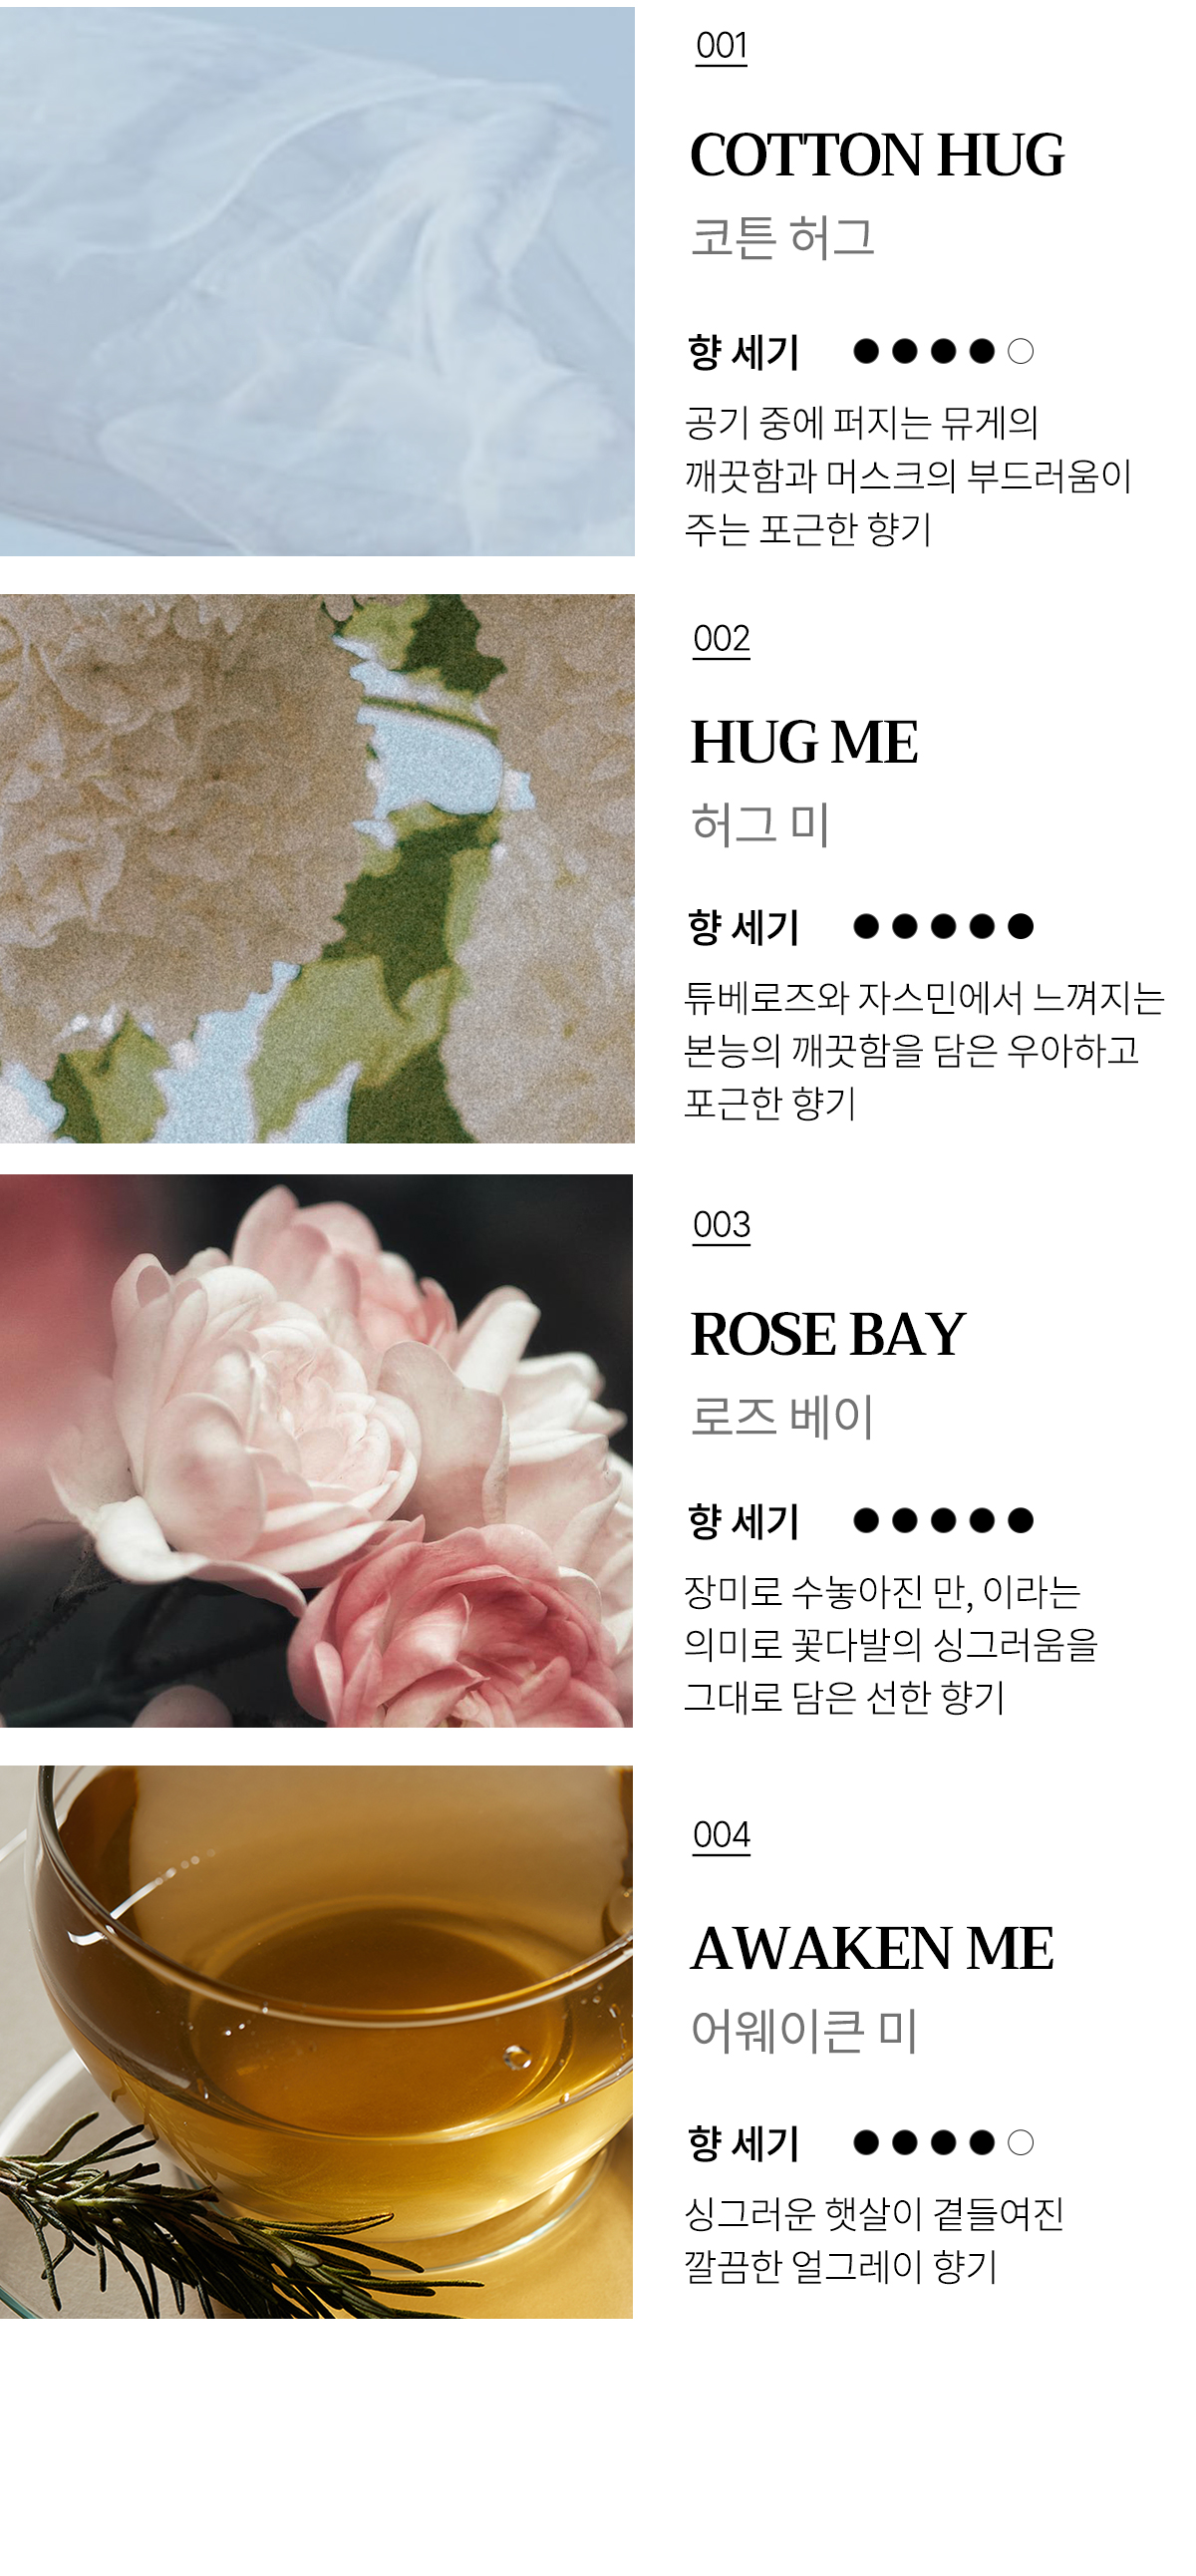 001
COTTON HUG
코튼 허그
향 세기 ●●●●○
공기 중에 퍼지는 뮤게의
깨끗함과 머스크의 부드러움이
주는 포근한 향기
002
HUG ME
허그 미
향 세기 ●●●●●
튜베로즈와 자스민에서 느껴지는
본능의 깨끗함을 담은 우아하고
포근한 향기
003
ROSE BAY
로즈 베이
향 세기 ●●●●●
장미로 수놓아진 만, 이라는
의미로 꽃다발의 싱그러움을
그대로 담은 선한 향기
004
AWAKEN ME
어웨이큰 미
향 세기 ●●●●○
싱그러운 햇살이 곁들여진
깔끔한 얼그레이 향기